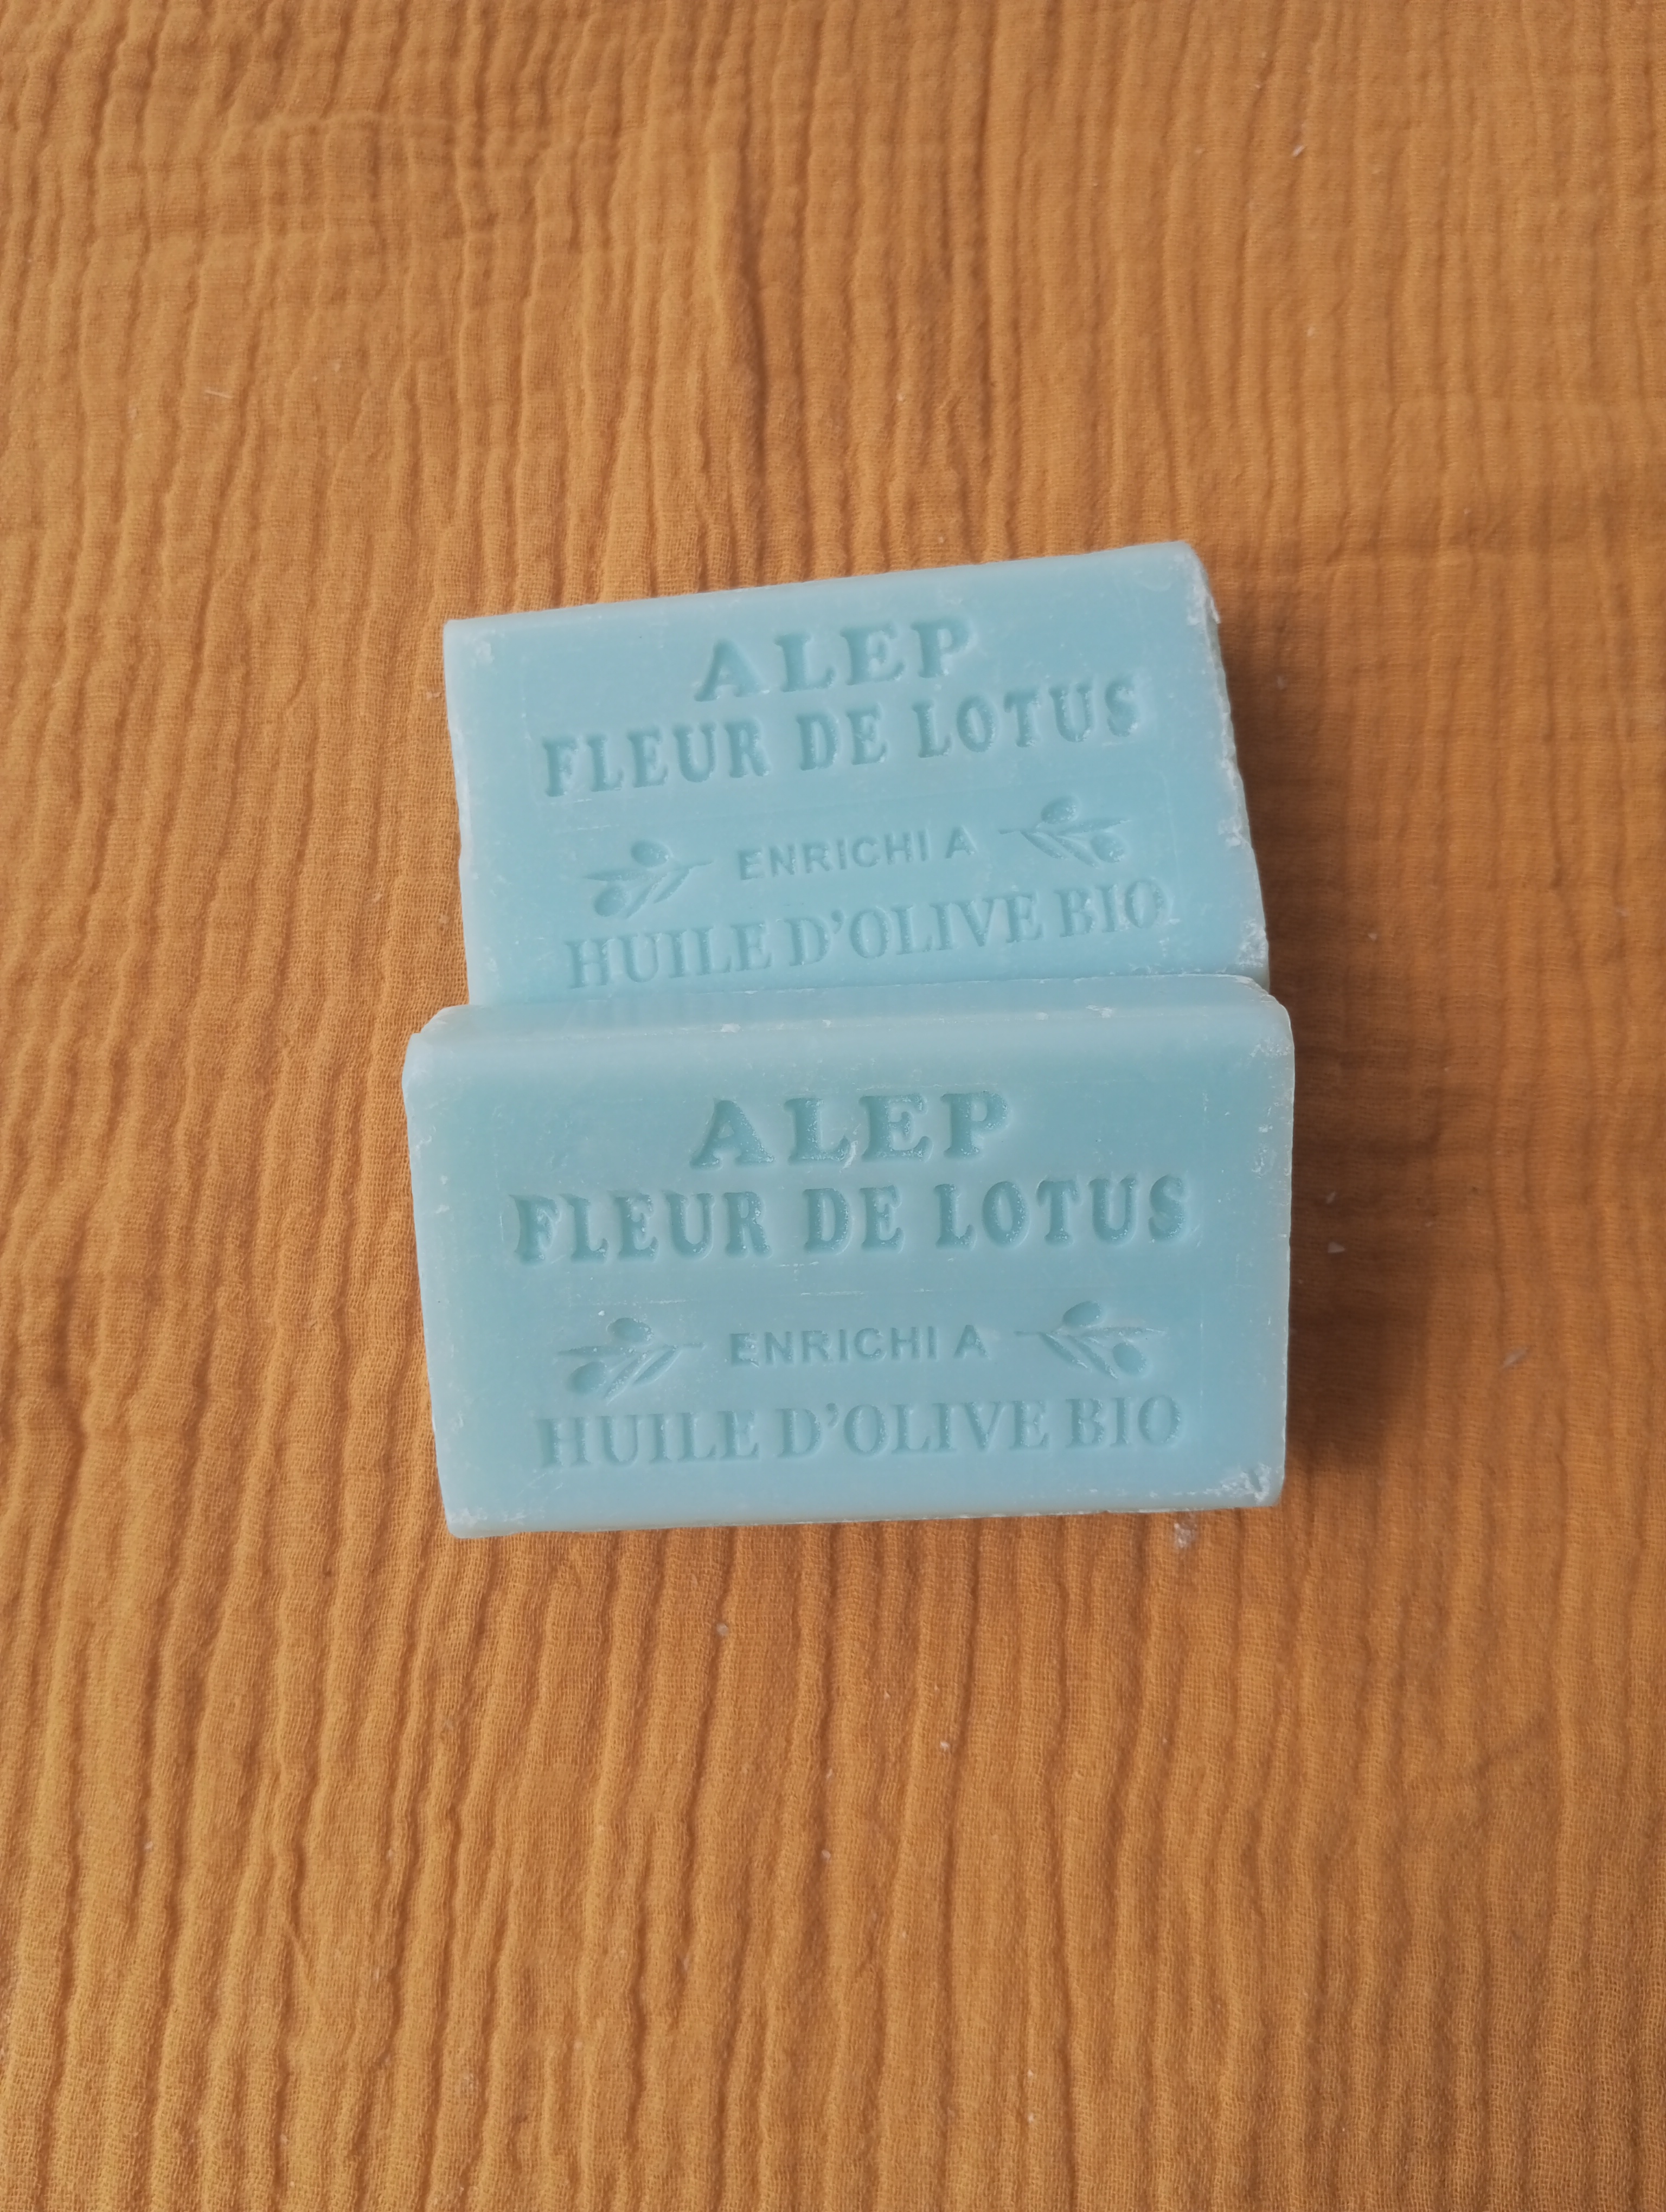 ALEP
FLEUR DE LOTUS
ENRICHI A
HUILE D'OLIVE BIO
ALEP
FLEUR DE LOTUS
ENRICHI A
HUILE D'OLIVE BIO